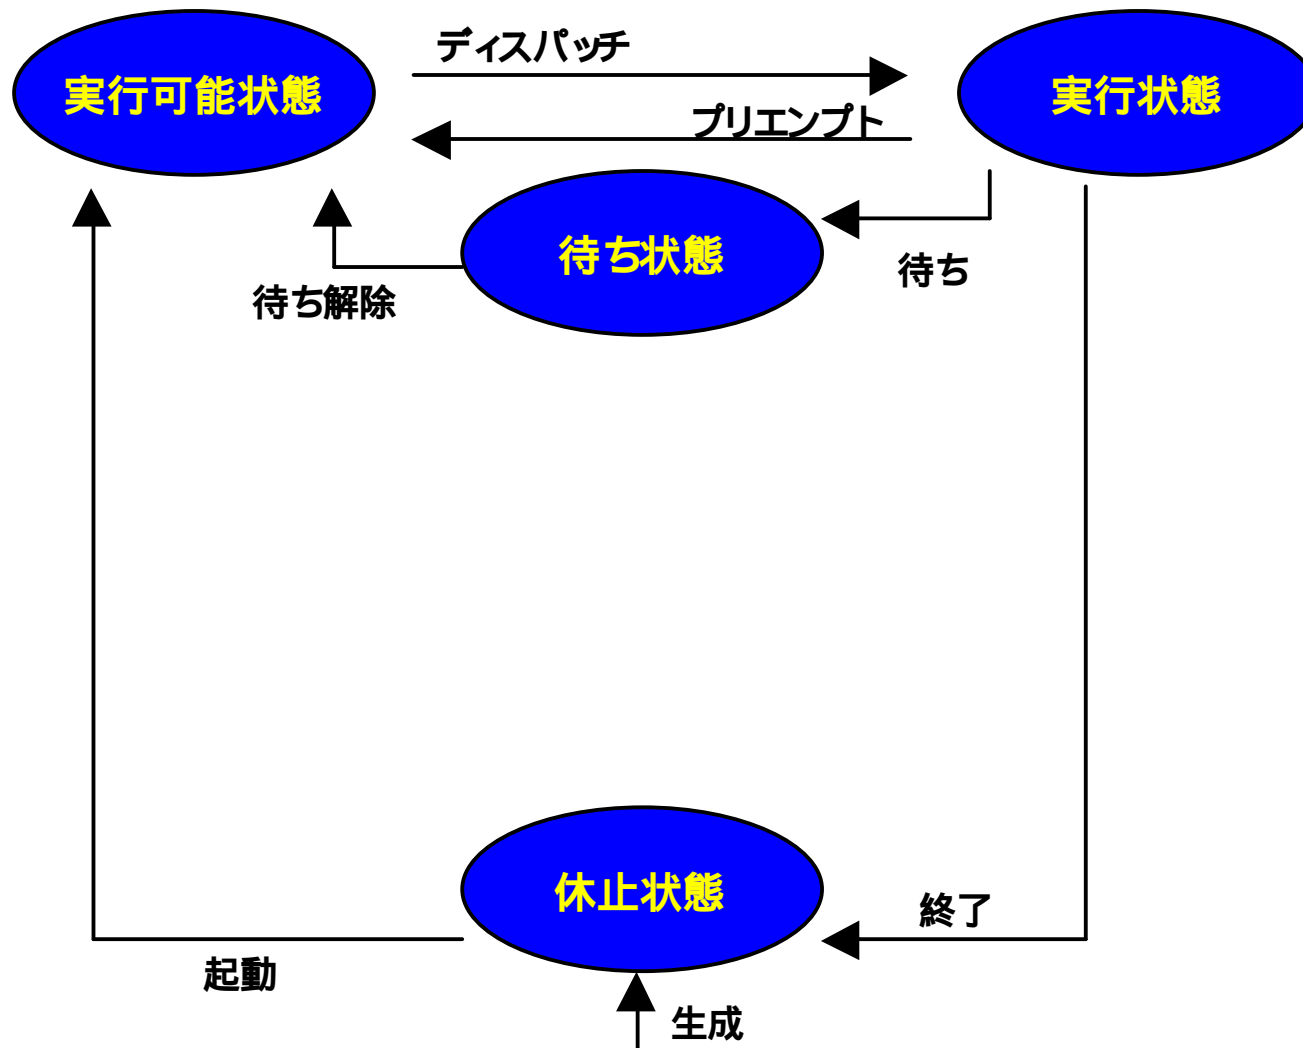 ディスパッチ
実行可能状態
実行状態
プリエンプト
待ち状態
待ち
待ち解除
休止状態
終了
起動
生成